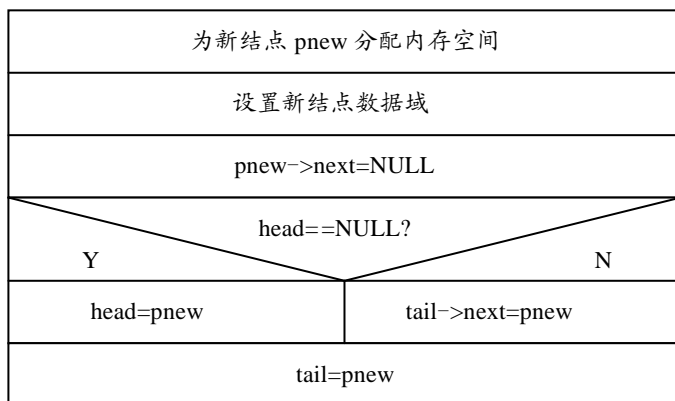 为新结点 pnew 分配内存空间
设置新结点数据域
pnew->next=NULL
head==NULL?
Y N
head=pnew tail->next=pnew
tail=pnew